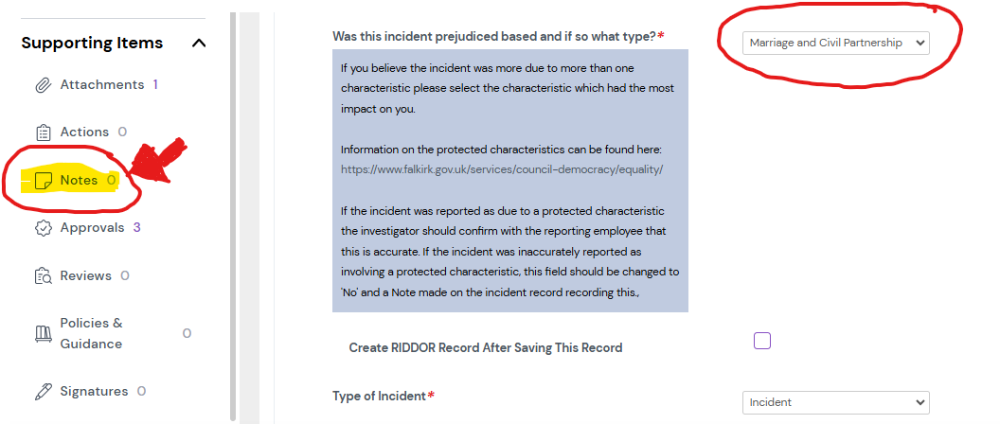 Supporting Items
Attachments 1
Actions 0
Notes 0
Approvals 3
Reviews 0
Policies &
Guidance 0
Signatures 0
Was this incident prejudiced based and if so what type?*
Marriage and Civil Partnership
If you believe the incident was more due to more than one
characteristic please select the characteristic which had the most
impact on you.
Information on the protected characteristics can be found here:
https://www.falkirk.gov.uk/services/council-democracy/equality/
If the incident was reported as due to a protected characteristic
the investigator should confirm with the reporting employee that
this is accurate. If the incident was inaccurately reported as
involving a protected characteristic, this field should be changed to
'No' and a Note made on the incident record recording this.,
Create RIDDOR Record After Saving This Record
Type of Incident*
Incident